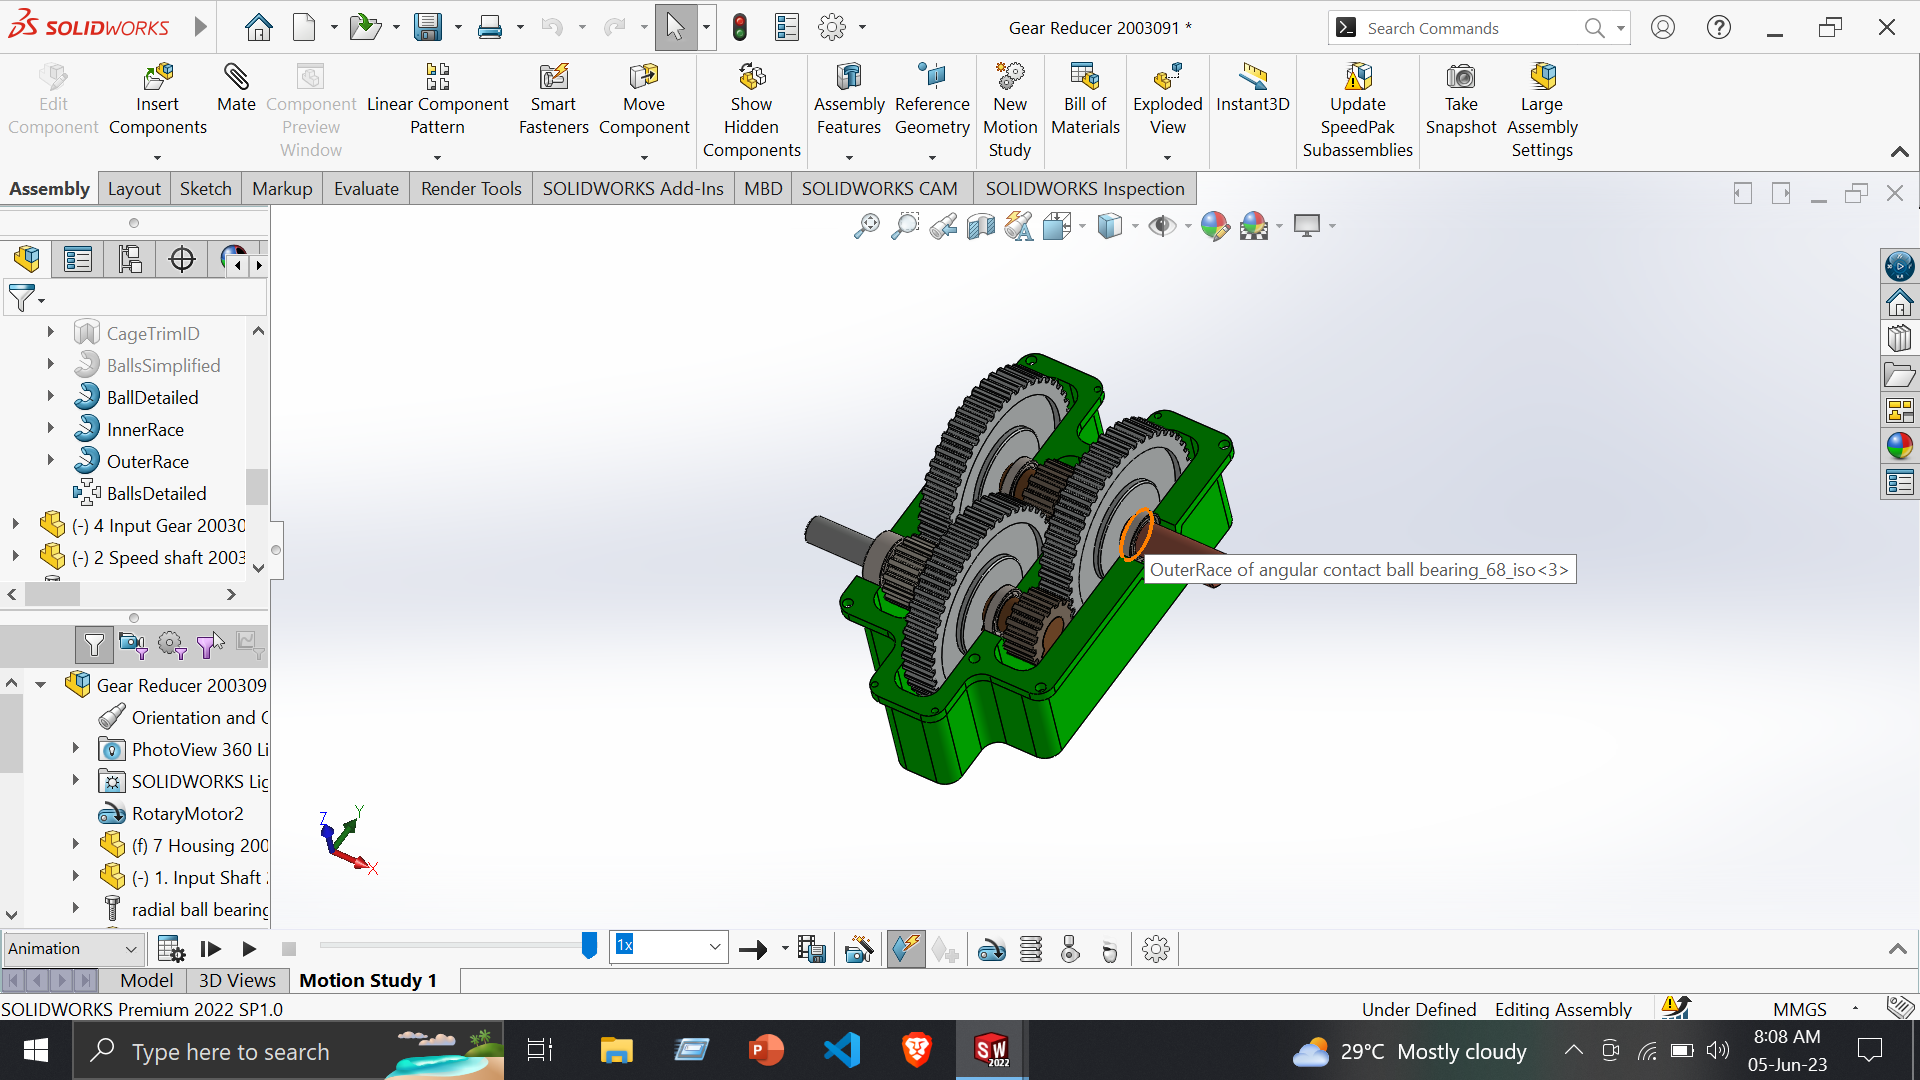 SOLIDWORKS
Gear Reducer 2003091 *
Search Commands
Edit Component
Insert Components
Mate
Component Preview Window
Linear Component Pattern
Smart Fasteners
Move Component
Show Hidden Components
Assembly Features
Reference Geometry
New Motion Study
Bill of Materials
Exploded View
Instant3D
Update SpeedPak Subassemblies
Take Snapshot
Large Assembly Settings
Assembly Layout Sketch Markup Evaluate Render Tools SOLIDWORKS Add-Ins MBD SOLIDWORKS CAM SOLIDWORKS Inspection
CageTrimID
BallsSimplified
BallDetailed
InnerRace
OuterRace
BallsDetailed
(-) 4 Input Gear 20030
(-) 2 Speed shaft 2003
OuterRace of angular contact ball bearing_68_iso<3>
Gear Reducer 200309
Orientation and C
PhotoView 360 Li
SOLIDWORKS Lig
RotaryMotor2
(f) 7 Housing 200
(-) 1. Input Shaft
radial ball bearing
Z
Y
X
Animation
1x
Model 3D Views Motion Study 1
SOLIDWORKS Premium 2022 SP1.0
Under Defined Editing Assembly MMGS
Type here to search
P
SW
2022
29°C Mostly cloudy
8:08 AM
05-Jun-23